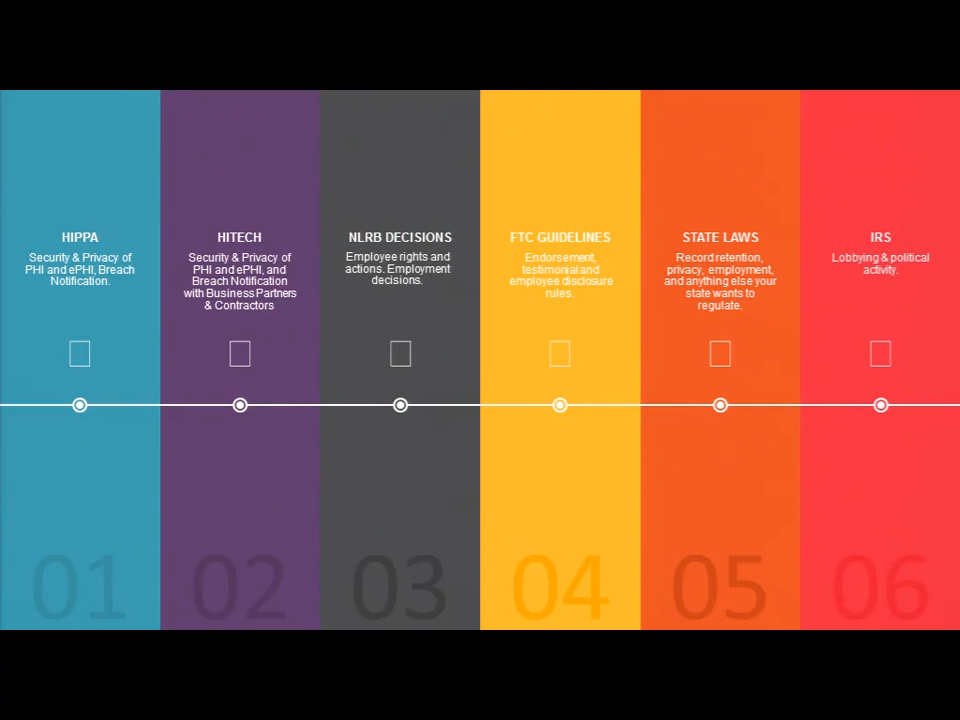 HIPPA
Security & Privacy of
PHI and ePHI, Breach
Notification.
HITECH
Security & Privacy of
PHI and ePHI, and
Breach Notification
with Business Partners
& Contractors
NLRB DECISIONS
Employee rights and
actions. Employment
decisions.
FTC GUIDELINES
Endorsement,
testimonial and
employee disclosure
rules.
STATE LAWS
Record retention,
privacy, employment,
and anything else your
state wants to
regulate.
IRS
Lobbying & political
activity.
01
02
03
04
05
06